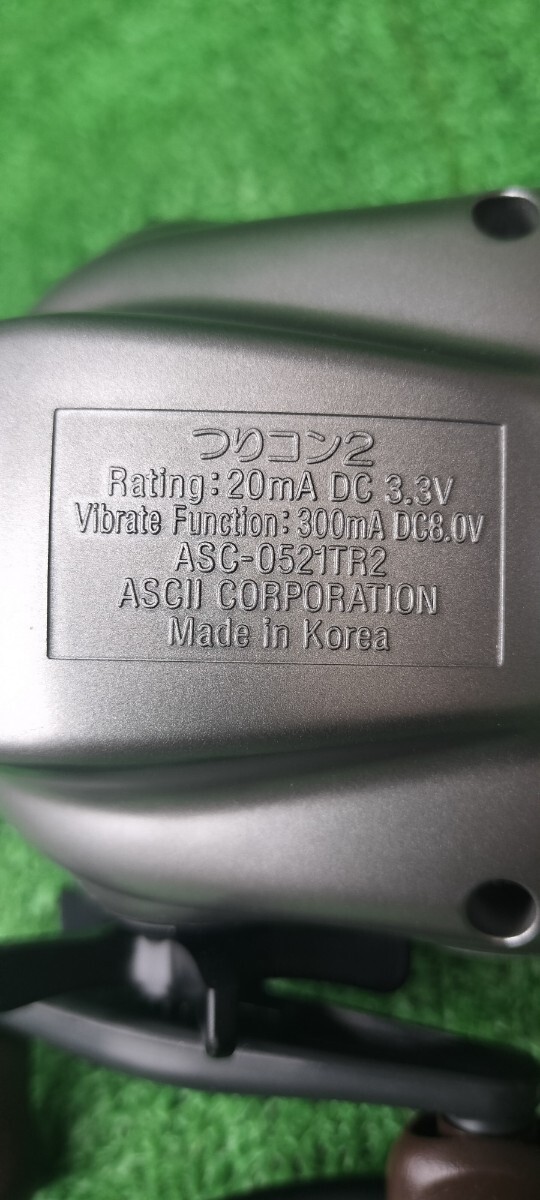 つりコン2
Rating:20mA DC 3.3V
Vibrate Function:300mA DC8.0V
ASC-0521TR2
ASCII CORPORATION
Made in Korea